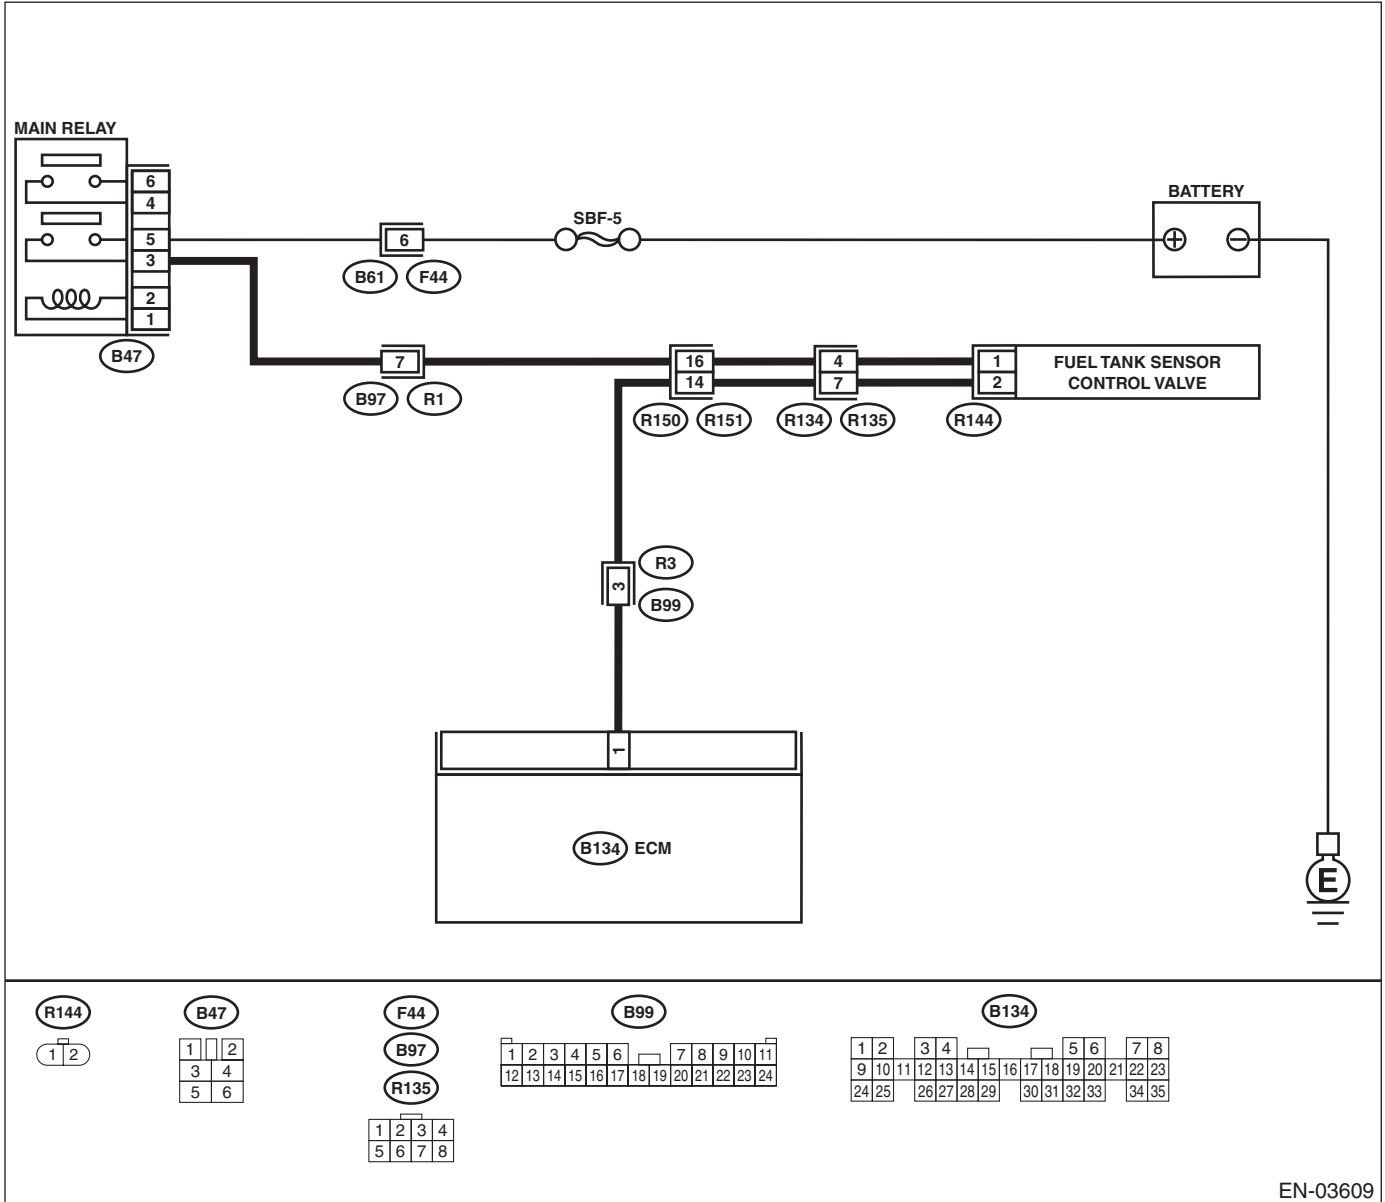 MAIN RELAY
6
4
5
3
2
1
B47
6
B61 F44
SBF-5
BATTERY
+ −
7
B97 R1
16
14
R150 R151
4
7
R134 R135
1
2
R144
FUEL TANK SENSOR
CONTROL VALVE
3
R3
B99
1
B134 ECM
E
R144
1 2
B47
1 2
3 4
5 6
F44
B97
R135
1 2 3 4
5 6 7 8
B99
1 2 3 4 5 6 7 8 9 10 11
12 13 14 15 16 17 18 19 20 21 22 23 24
B134
1 2 3 4 5 6 7 8
9 10 11 12 13 14 15 16 17 18 19 20 21 22 23
24 25 26 27 28 29 30 31 32 33 34 35
EN-03609